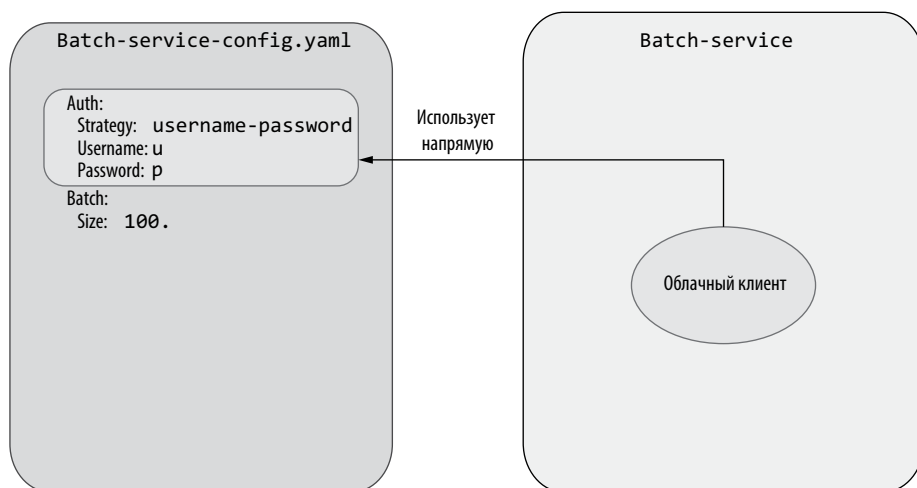 Batch-service-config.yaml
Auth:
Strategy: username-password
Username: u
Password: p
Batch:
Size: 100.
Использует
напрямую
Batch-service
Облачный клиент